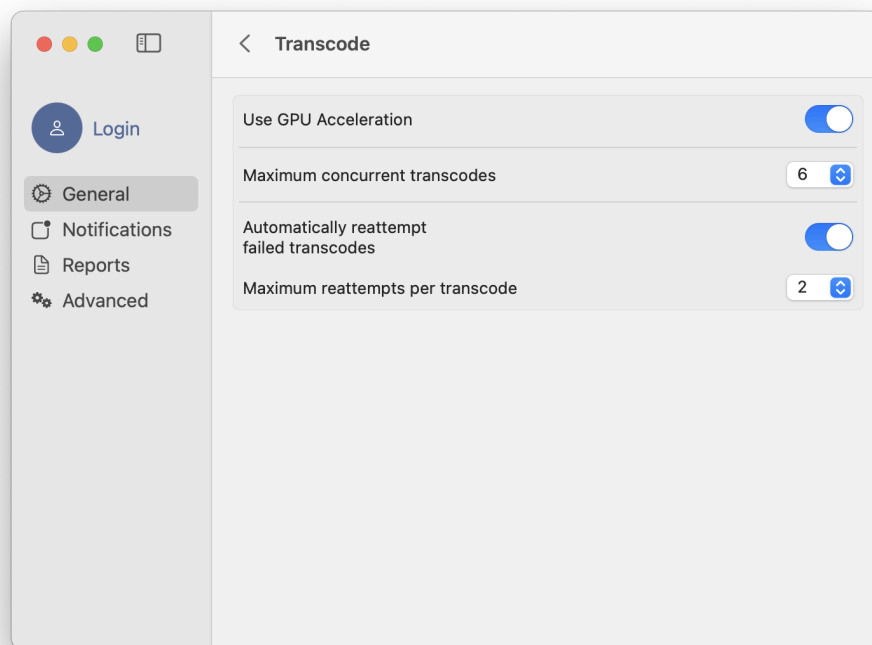 Transcode
Login
General
Notifications
Reports
Advanced
Use GPU Acceleration
Maximum concurrent transcodes
6
Automatically reattempt
failed transcodes
Maximum reattempts per transcode
2